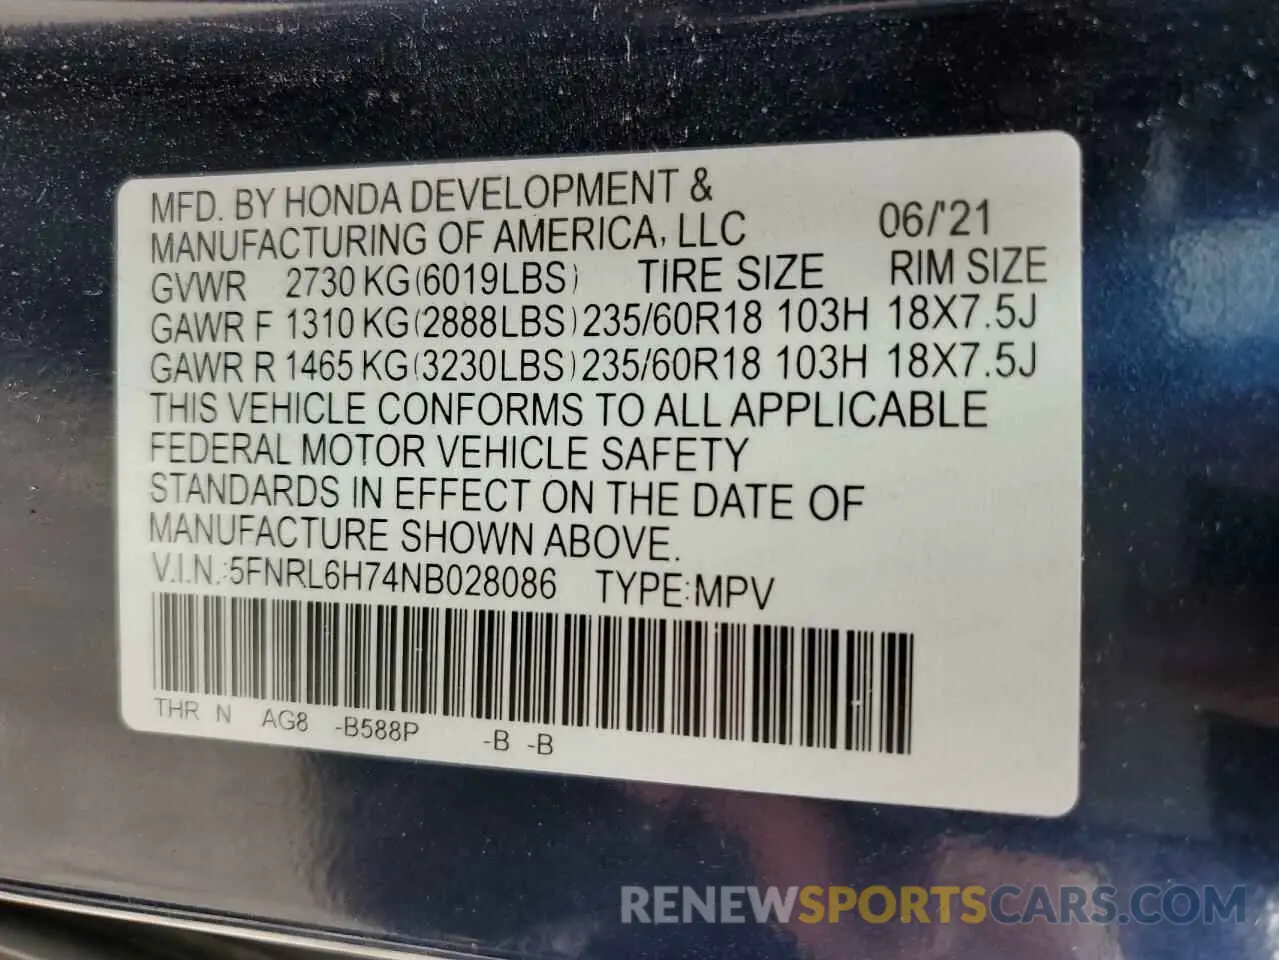 MFD. BY HONDA DEVELOPMENT &
MANUFACTURING OF AMERICA, LLC 06/'21
GVWR 2730 KG(6019LBS) TIRE SIZE RIM SIZE
GAWR F 1310 KG(2888LBS)235/60R18 103H 18X7.5J
GAWR R 1465 KG(3230LBS)235/60R18 103H 18X7.5J
THIS VEHICLE CONFORMS TO ALL APPLICABLE
FEDERAL MOTOR VEHICLE SAFETY
STANDARDS IN EFFECT ON THE DATE OF
MANUFACTURE SHOWN ABOVE.
V.I.N.:5FNRL6H74NB028086 TYPE:MPV
THR N AG8 -B588P -B -B
RENEWSPORTSCARS.COM